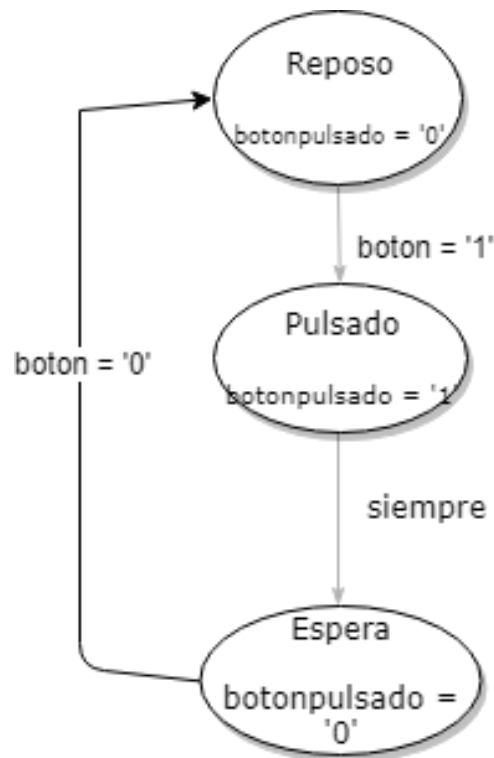 Reposo
botonpulsado = '0'
boton = '1'
Pulsado
boton = '0'
botonpulsado = '1'
siempre
Espera
botonpulsado =
'0'